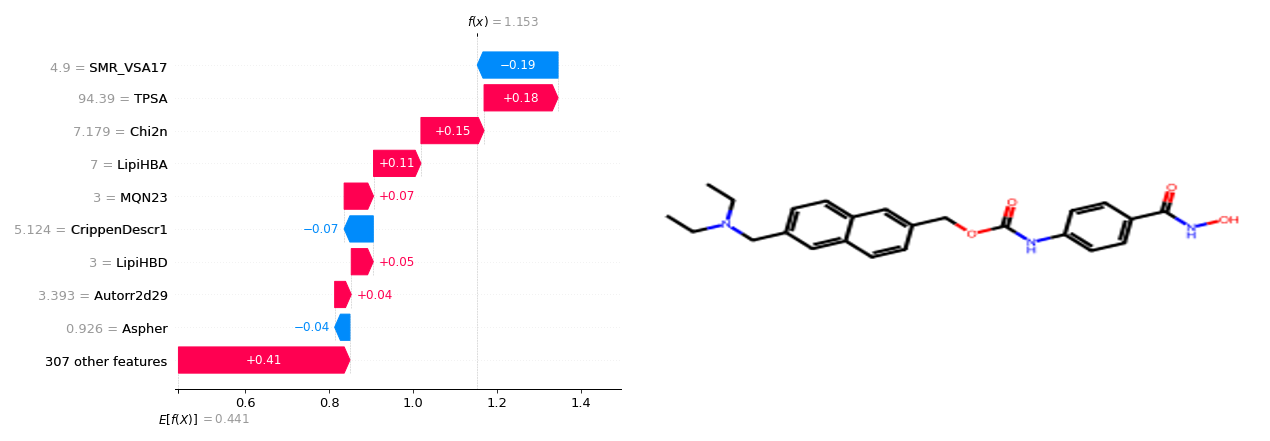 f(x) = 1.153
4.9 = SMR_VSA17
−0.19
94.39 = TPSA
+0.18
7.179 = Chi2n
+0.15
7 = LipiHBA
+0.11
3 = MQN23
+0.07
5.124 = CrippenDescr1
−0.07
3 = LipiHBD
+0.05
3.393 = Autorr2d29
+0.04
0.926 = Aspher
−0.04
307 other features
+0.41
0.6 0.8 1.0 1.2 1.4
E[f(X)] = 0.441
N
O
O
N
H
O
N
H
OH